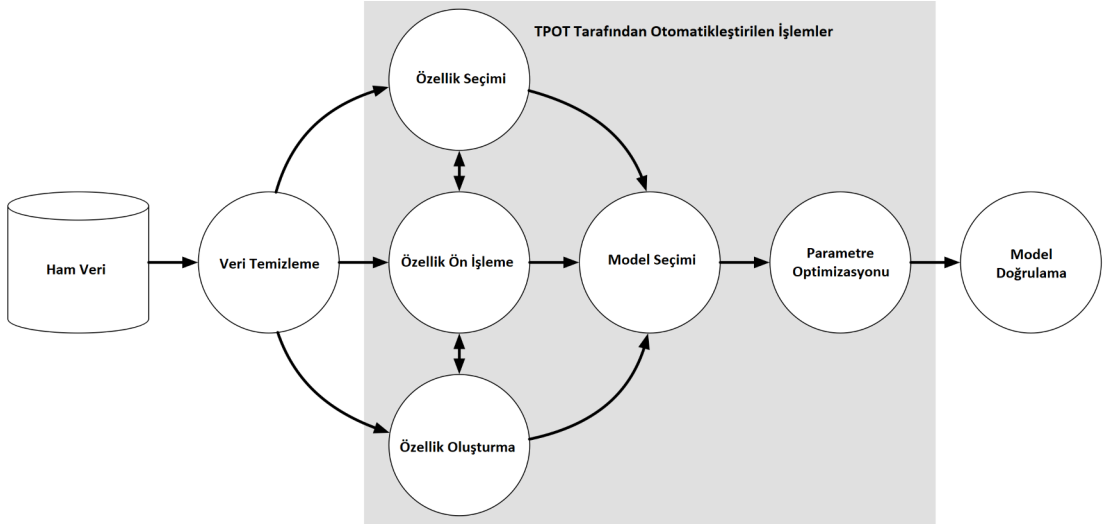 TPOT Tarafından Otomatikleştirilen İşlemler
Özellik Seçimi
Ham Veri
Veri Temizleme
Özellik Ön İşleme
Model Seçimi
Parametre
Optimizasyonu
Model
Doğrulama
Özellik Oluşturma